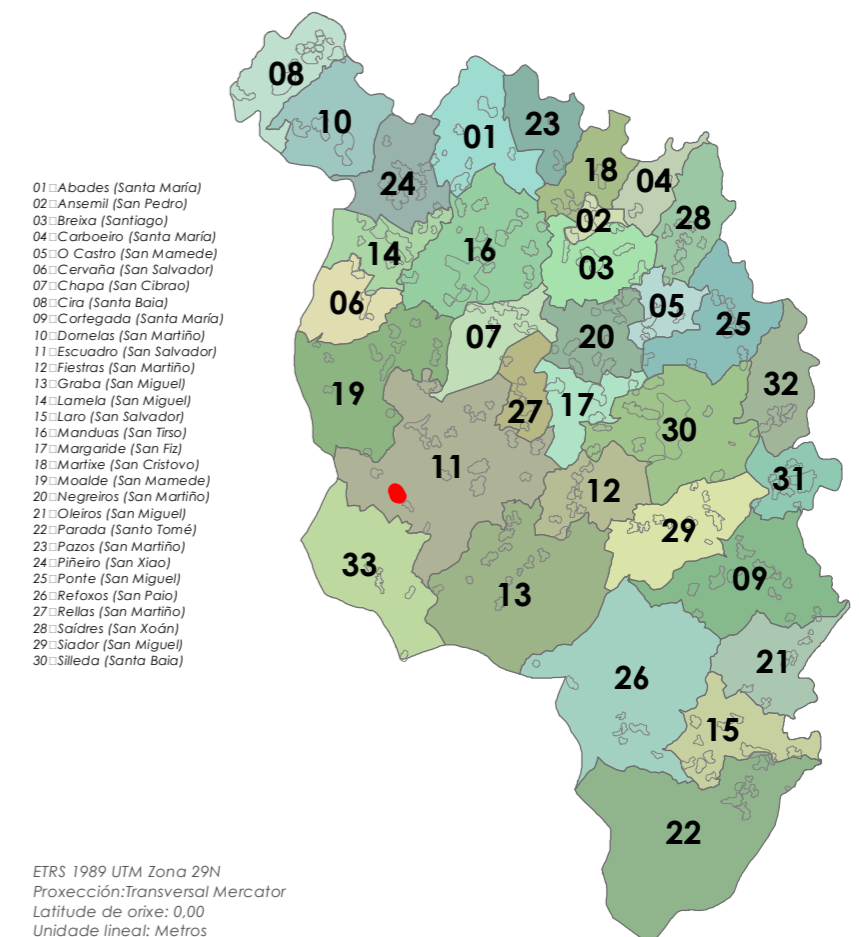 08
10
01
23
24
18
04
02
28
14
16
03
06
05
07
20
25
19
27
17
32
30
11
12
31
29
33
13
09
26
21
15
22
01□Abades (Santa María)
02□Ansemil (San Pedro)
03□Breixa (Santiago)
04□Carboeiro (Santa María)
05□O Castro (San Mamede)
06□Cervaña (San Salvador)
07□Chapa (San Cibrao)
08□Cira (Santa Baia)
09□Cortegada (Santa María)
10□Dornelas (San Martiño)
11□Escuadro (San Salvador)
12□Fiestras (San Martiño)
13□Graba (San Miguel)
14□Lamela (San Miguel)
15□Laro (San Salvador)
16□Manduas (San Tirso)
17□Margaride (San Fiz)
18□Martixe (San Cristovo)
19□Moalde (San Mamede)
20□Negreiros (San Martiño)
21□Oleiros (San Miguel)
22□Parada (Santo Tomé)
23□Pazos (San Martiño)
24□Piñeiro (San Xiao)
25□Ponte (San Miguel)
26□Refoxos (San Paio)
27□Rellas (San Martiño)
28□Saídres (San Xoán)
29□Siador (San Miguel)
30□Silleda (Santa Baia)
ETRS 1989 UTM Zona 29N
Proxección:Transversal Mercator
Latitude de orixe: 0,00
Unidade lineal: Metros